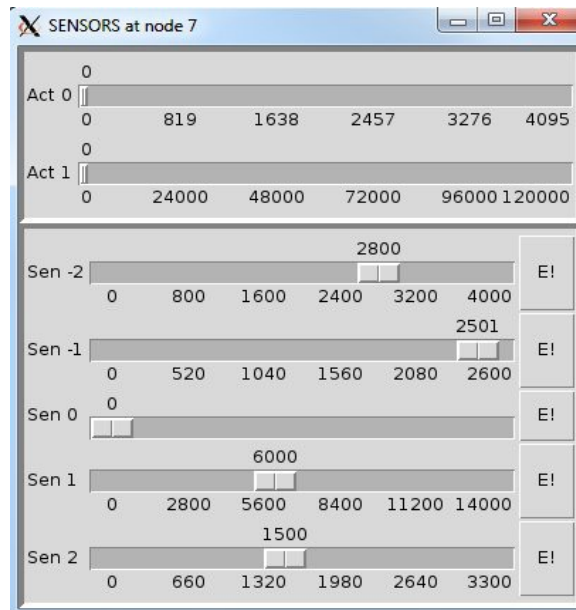 SENSORS at node 7
0
Act 0
0 819 1638 2457 3276 4095
0
Act 1
0 24000 48000 72000 96000 120000
2800
Sen -2 E!
0 800 1600 2400 3200 4000
2501
Sen -1 E!
0 520 1040 1560 2080 2600
0
Sen 0 E!
6000
Sen 1 E!
0 2800 5600 8400 11200 14000
1500
Sen 2 E!
0 660 1320 1980 2640 3300